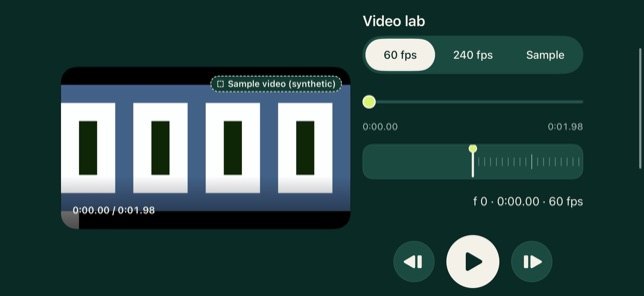 Video lab
60 fps 240 fps Sample
Sample video (synthetic)
0000
0:00.00 / 0:01.98
0:00.00 0:01.98
f 0 · 0:00.00 · 60 fps